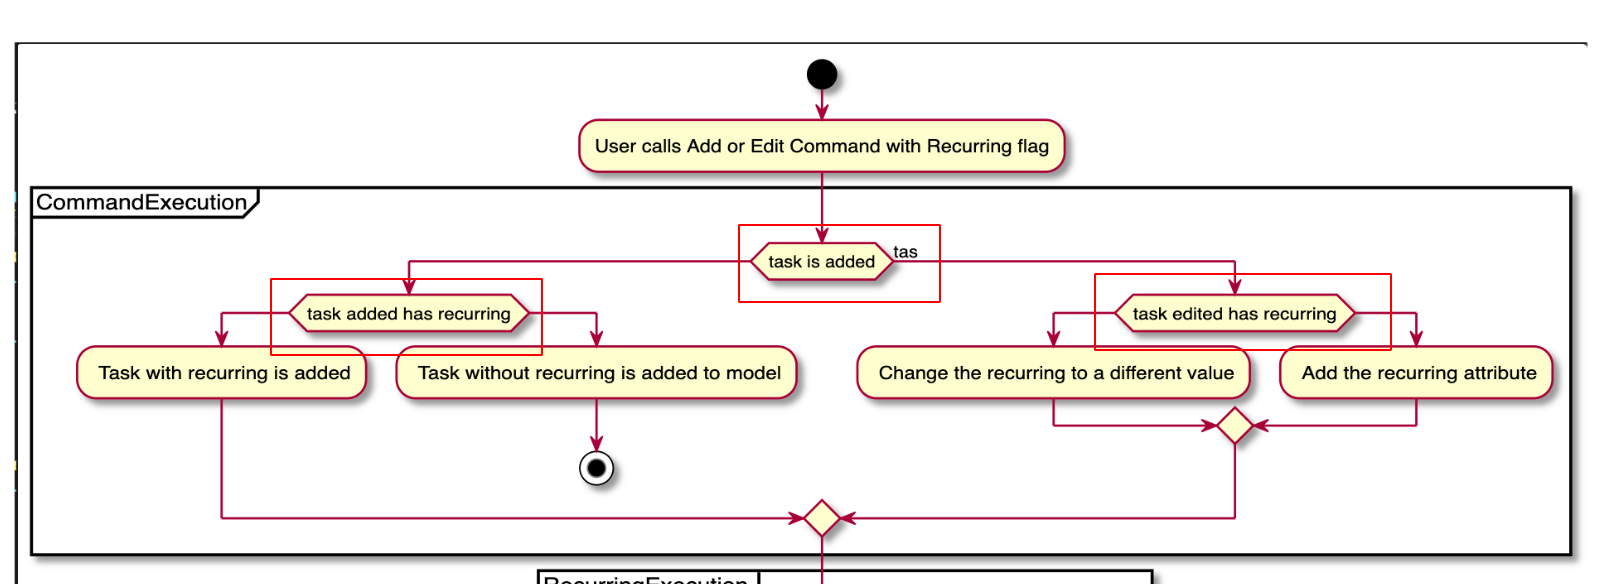 User calls Add or Edit Command with Recurring flag
CommandExecution
task is added
tas
task added has recurring
task edited has recurring
Task with recurring is added
Task without recurring is added to model
Change the recurring to a different value
Add the recurring attribute
RecurringExecution